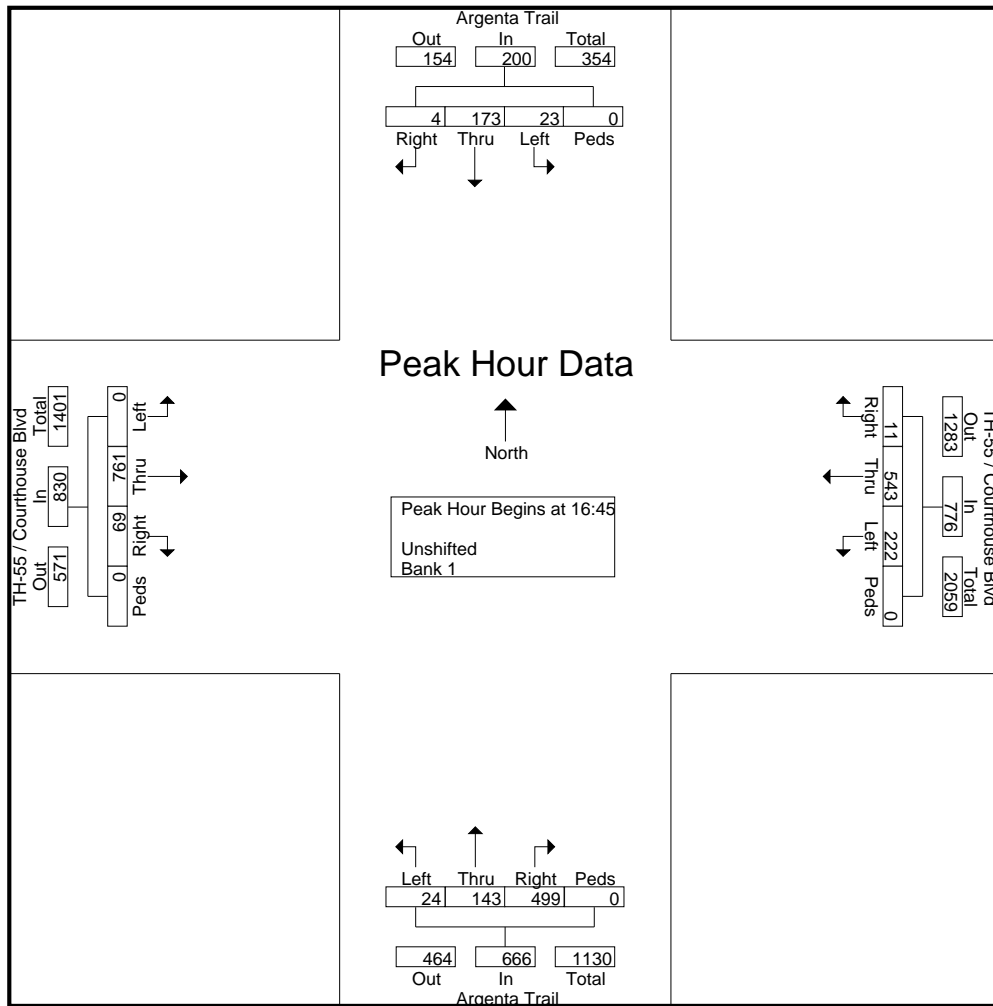 Argenta Trail
Out In Total
154 200 354
4 173 23 0
Right Thru Left Peds
Peak Hour Data
North
Peak Hour Begins at 16:45
Unshifted
Bank 1
TH-55 / Courthouse Blvd
Total In Out
1401 830 571
0 761 69 0
Left Thru Right Peds
TH-55 / Courthouse Blvd
Out In Total
1283 776 2059
11 543 222 0
Right Thru Left Peds
Left Thru Right Peds
24 143 499 0
464 666 1130
Out In Total
Argenta Trail